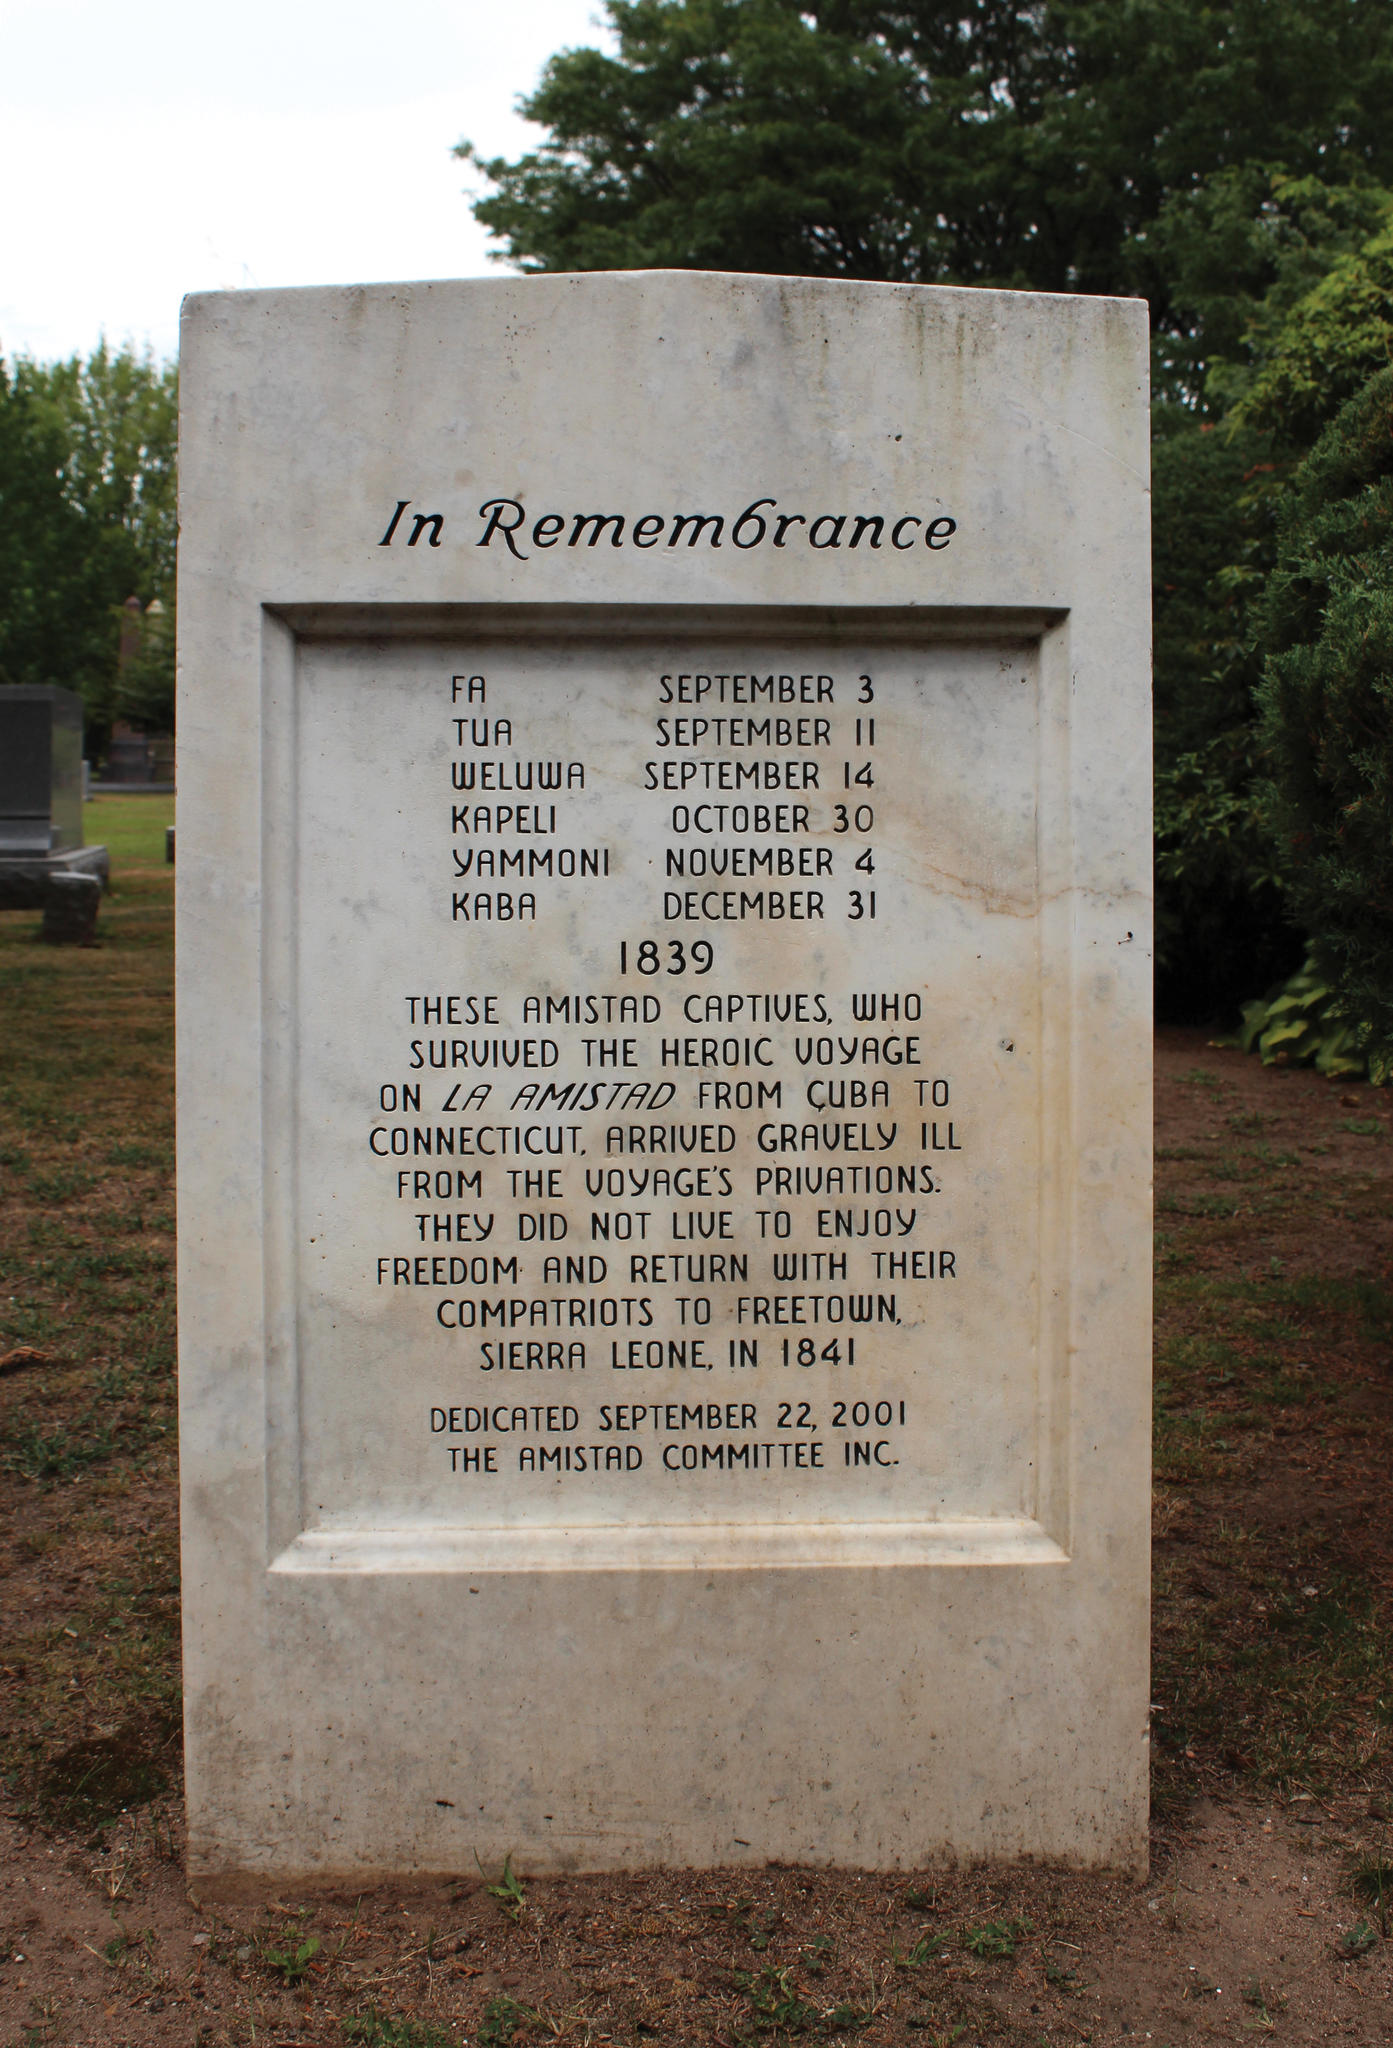 In Remembrance
FA SEPTEMBER 3
TUA SEPTEMBER 11
WELUWA SEPTEMBER 14
KAPELI OCTOBER 30
YAMMONI NOVEMBER 4
KABA DECEMBER 31
1839
THESE AMISTAD CAPTIVES, WHO
SURVIVED THE HEROIC VOYAGE
ON LA AMISTAD FROM CUBA TO
CONNECTICUT, ARRIVED GRAVELY ILL
FROM THE VOYAGE'S PRIVATIONS.
THEY DID NOT LIVE TO ENJOY
FREEDOM AND RETURN WITH THEIR
COMPATRIOTS TO FREETOWN,
SIERRA LEONE, IN 1841
DEDICATED SEPTEMBER 22, 2001
THE AMISTAD COMMITTEE INC.